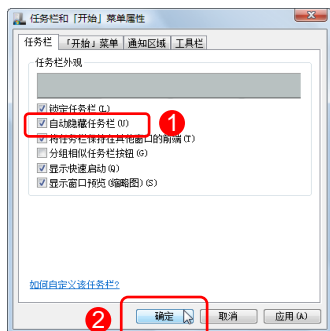 任务栏和「开始」菜单属性
任务栏 「开始」菜单 通知区域 工具栏
任务栏外观
锁定任务栏(L)
自动隐藏任务栏(U)
1
将任务栏保持在其他窗口的前端(T)
分组相似任务栏按钮(G)
显示快速启动(Q)
显示窗口预览(缩略图)(S)
如何自定义该任务栏?
2
确定 取消 应用(A)